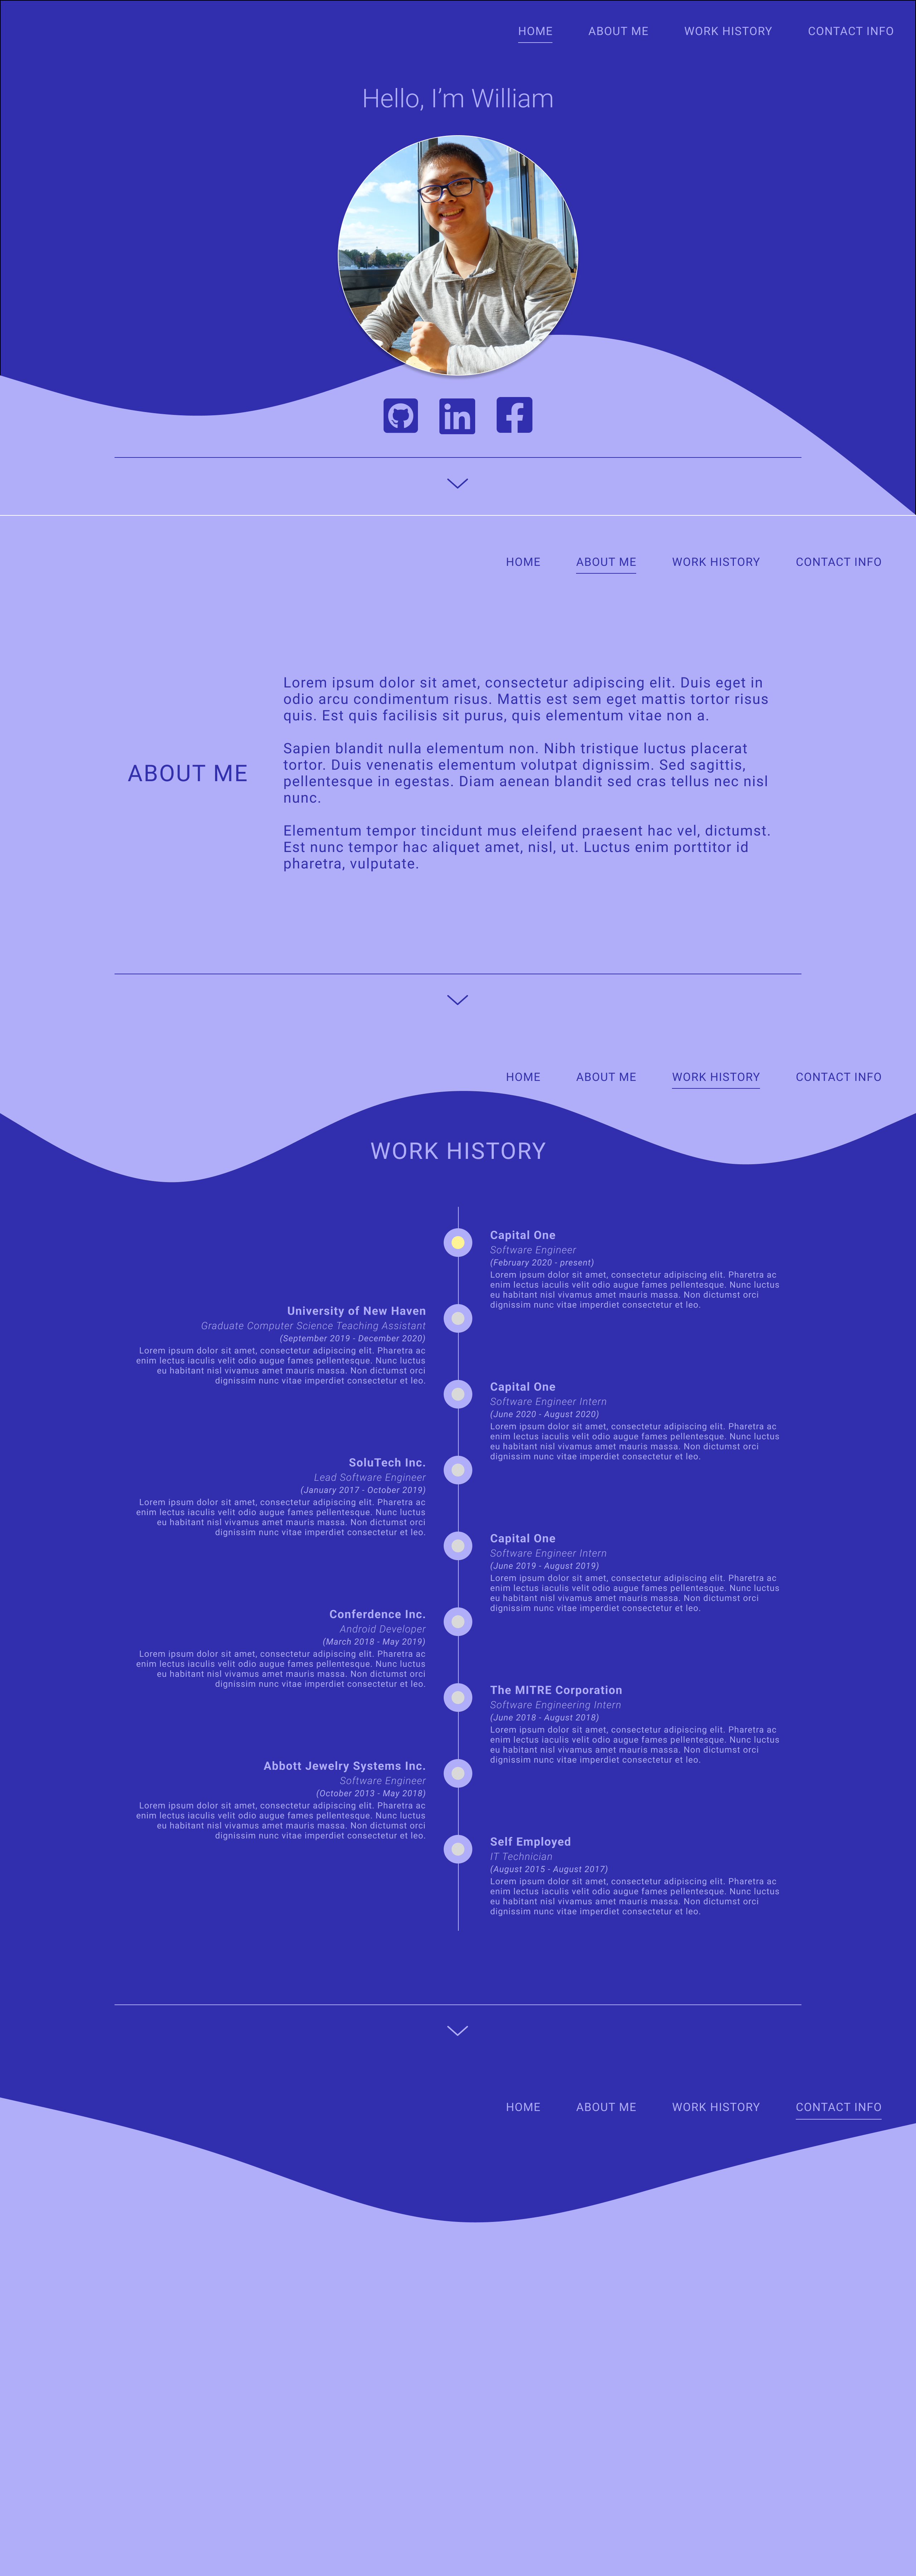 HOME ABOUT ME WORK HISTORY CONTACT INFO
Hello, I’m William
in
f
HOME ABOUT ME WORK HISTORY CONTACT INFO
ABOUT ME
Lorem ipsum dolor sit amet, consectetur adipiscing elit. Duis eget in
odio arcu condimentum risus. Mattis est sem eget mattis tortor risus
quis. Est quis facilisis sit purus, quis elementum vitae non a.
Sapien blandit nulla elementum non. Nibh tristique luctus placerat
tortor. Duis venenatis elementum volutpat dignissim. Sed sagittis,
pellentesque in egestas. Diam aenean blandit sed cras tellus nec nisl
nunc.
Elementum tempor tincidunt mus eleifend praesent hac vel, dictumst.
Est nunc tempor hac aliquet amet, nisl, ut. Luctus enim porttitor id
pharetra, vulputate.
HOME ABOUT ME WORK HISTORY CONTACT INFO
WORK HISTORY
Capital One
Software Engineer
(February 2020 - present)
Lorem ipsum dolor sit amet, consectetur adipiscing elit. Pharetra ac
enim lectus iaculis velit odio augue fames pellentesque. Nunc luctus
eu habitant nisl vivamus amet mauris massa. Non dictumst orci
dignissim nunc vitae imperdiet consectetur et leo.
University of New Haven
Graduate Computer Science Teaching Assistant
(September 2019 - December 2020)
Lorem ipsum dolor sit amet, consectetur adipiscing elit. Pharetra ac
enim lectus iaculis velit odio augue fames pellentesque. Nunc luctus
eu habitant nisl vivamus amet mauris massa. Non dictumst orci
dignissim nunc vitae imperdiet consectetur et leo.
Capital One
Software Engineer Intern
(June 2020 - August 2020)
Lorem ipsum dolor sit amet, consectetur adipiscing elit. Pharetra ac
enim lectus iaculis velit odio augue fames pellentesque. Nunc luctus
eu habitant nisl vivamus amet mauris massa. Non dictumst orci
dignissim nunc vitae imperdiet consectetur et leo.
SoluTech Inc.
Lead Software Engineer
(January 2017 - October 2019)
Lorem ipsum dolor sit amet, consectetur adipiscing elit. Pharetra ac
enim lectus iaculis velit odio augue fames pellentesque. Nunc luctus
eu habitant nisl vivamus amet mauris massa. Non dictumst orci
dignissim nunc vitae imperdiet consectetur et leo.
Capital One
Software Engineer Intern
(June 2019 - August 2019)
Lorem ipsum dolor sit amet, consectetur adipiscing elit. Pharetra ac
enim lectus iaculis velit odio augue fames pellentesque. Nunc luctus
eu habitant nisl vivamus amet mauris massa. Non dictumst orci
dignissim nunc vitae imperdiet consectetur et leo.
Conferdence Inc.
Android Developer
(March 2018 - May 2019)
Lorem ipsum dolor sit amet, consectetur adipiscing elit. Pharetra ac
enim lectus iaculis velit odio augue fames pellentesque. Nunc luctus
eu habitant nisl vivamus amet mauris massa. Non dictumst orci
dignissim nunc vitae imperdiet consectetur et leo.
The MITRE Corporation
Software Engineering Intern
(June 2018 - August 2018)
Lorem ipsum dolor sit amet, consectetur adipiscing elit. Pharetra ac
enim lectus iaculis velit odio augue fames pellentesque. Nunc luctus
eu habitant nisl vivamus amet mauris massa. Non dictumst orci
dignissim nunc vitae imperdiet consectetur et leo.
Abbott Jewelry Systems Inc.
Software Engineer
(October 2013 - May 2018)
Lorem ipsum dolor sit amet, consectetur adipiscing elit. Pharetra ac
enim lectus iaculis velit odio augue fames pellentesque. Nunc luctus
eu habitant nisl vivamus amet mauris massa. Non dictumst orci
dignissim nunc vitae imperdiet consectetur et leo.
Self Employed
IT Technician
(August 2015 - August 2017)
Lorem ipsum dolor sit amet, consectetur adipiscing elit. Pharetra ac
enim lectus iaculis velit odio augue fames pellentesque. Nunc luctus
eu habitant nisl vivamus amet mauris massa. Non dictumst orci
dignissim nunc vitae imperdiet consectetur et leo.
HOME ABOUT ME WORK HISTORY CONTACT INFO